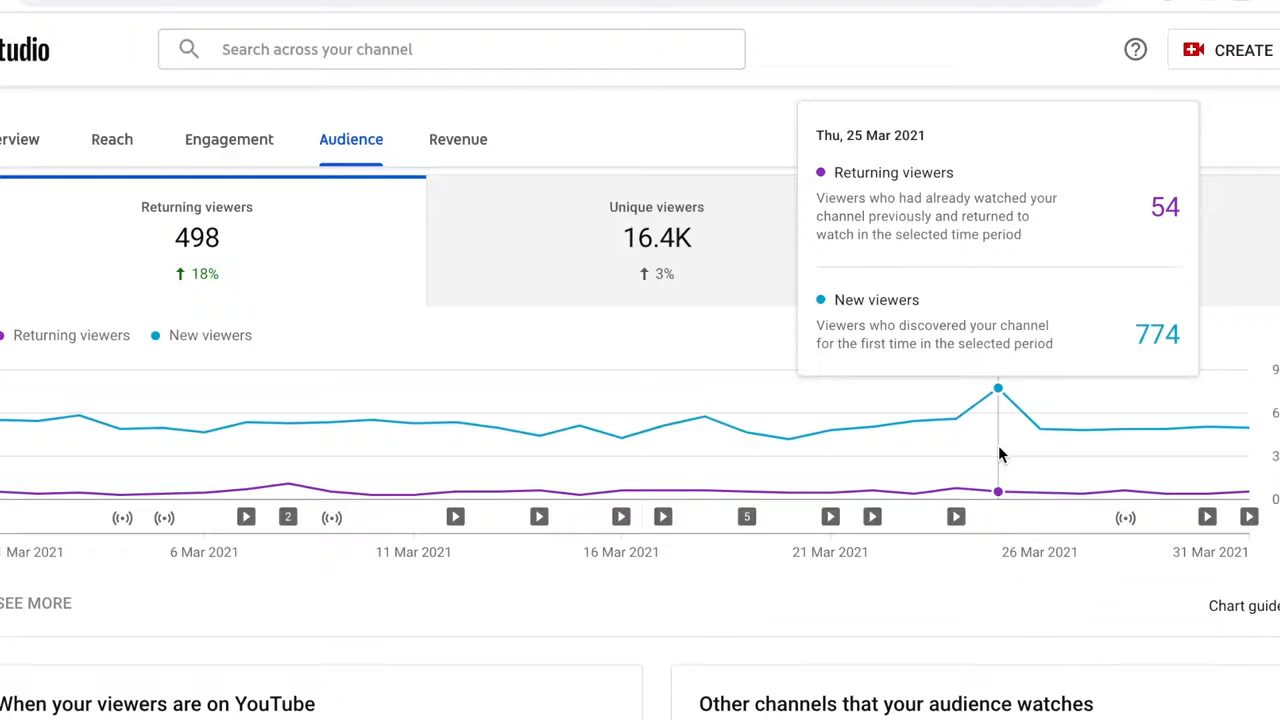 tudio
Search across your channel
CREATE
erview
Reach
Engagement
Audience
Revenue
Returning viewers
498
18%
Unique viewers
16.4K
3%
Thu, 25 Mar 2021
Returning viewers
Viewers who had already watched your
channel previously and returned to
watch in the selected time period
54
New viewers
Viewers who discovered your channel
for the first time in the selected period
774
Returning viewers
New viewers
9
6
3
0
2
5
1 Mar 2021
6 Mar 2021
11 Mar 2021
16 Mar 2021
21 Mar 2021
26 Mar 2021
31 Mar 2021
SEE MORE
Chart guide
When your viewers are on YouTube
Other channels that your audience watches